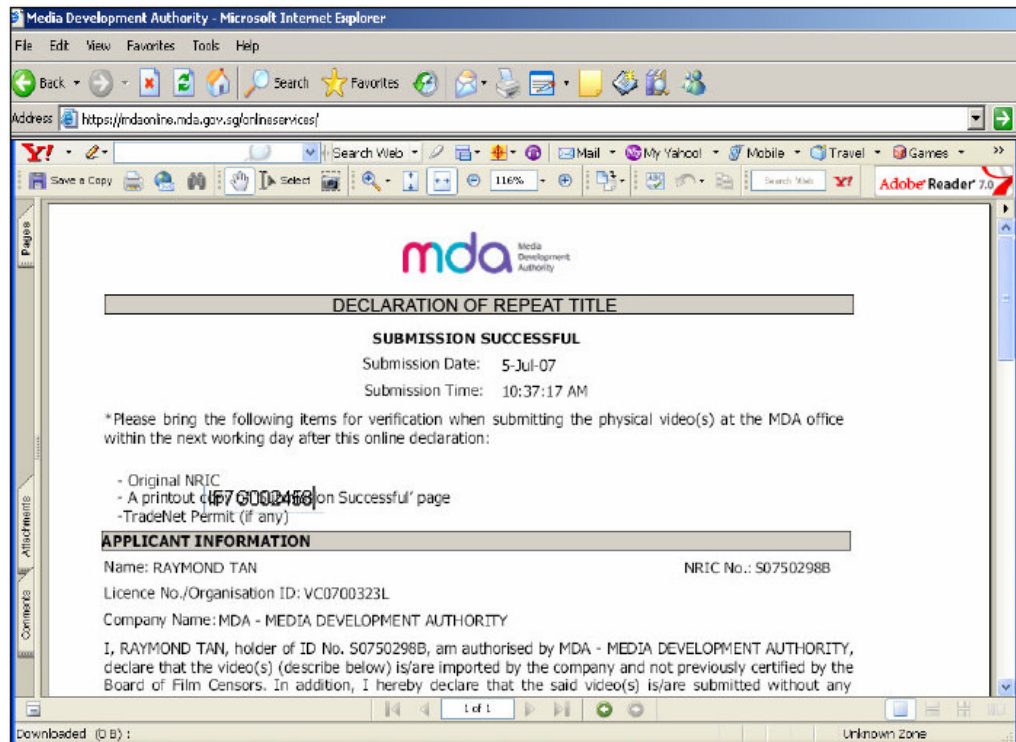 Media Development Authority - Microsoft Internet Explorer
File Edit View Favorites Tools Help
Back Search Favorites
Address https://mdaonline.mda.gov.sg/onlineservices/
Y! Search Web Mail My Yahoo! Mobile Travel Games »
Save a Copy Select 116% Search Web Y! Adobe Reader 7.0
Pages
mda Media Development Authority
DECLARATION OF REPEAT TITLE
SUBMISSION SUCCESSFUL
Submission Date: 5-Jul-07
Submission Time: 10:37:17 AM
*Please bring the following items for verification when submitting the physical video(s) at the MDA office
within the next working day after this online declaration:
- Original NRIC
- A printout on Successful' page
-TradeNet Permit (if any)
Attachments
APPLICANT INFORMATION
Name: RAYMOND TAN NRIC No.: S0750298B
Licence No./Organisation ID: VC0700323L
Comments
Company Name: MDA - MEDIA DEVELOPMENT AUTHORITY
I, RAYMOND TAN, holder of ID No. S0750298B, am authorised by MDA - MEDIA DEVELOPMENT AUTHORITY,
declare that the video(s) (describe below) is/are imported by the company and not previously certified by the
Board of Film Censors. In addition, I hereby declare that the said video(s) is/are submitted without any
1 of 1
Downloaded (0 B) : Unknown Zone